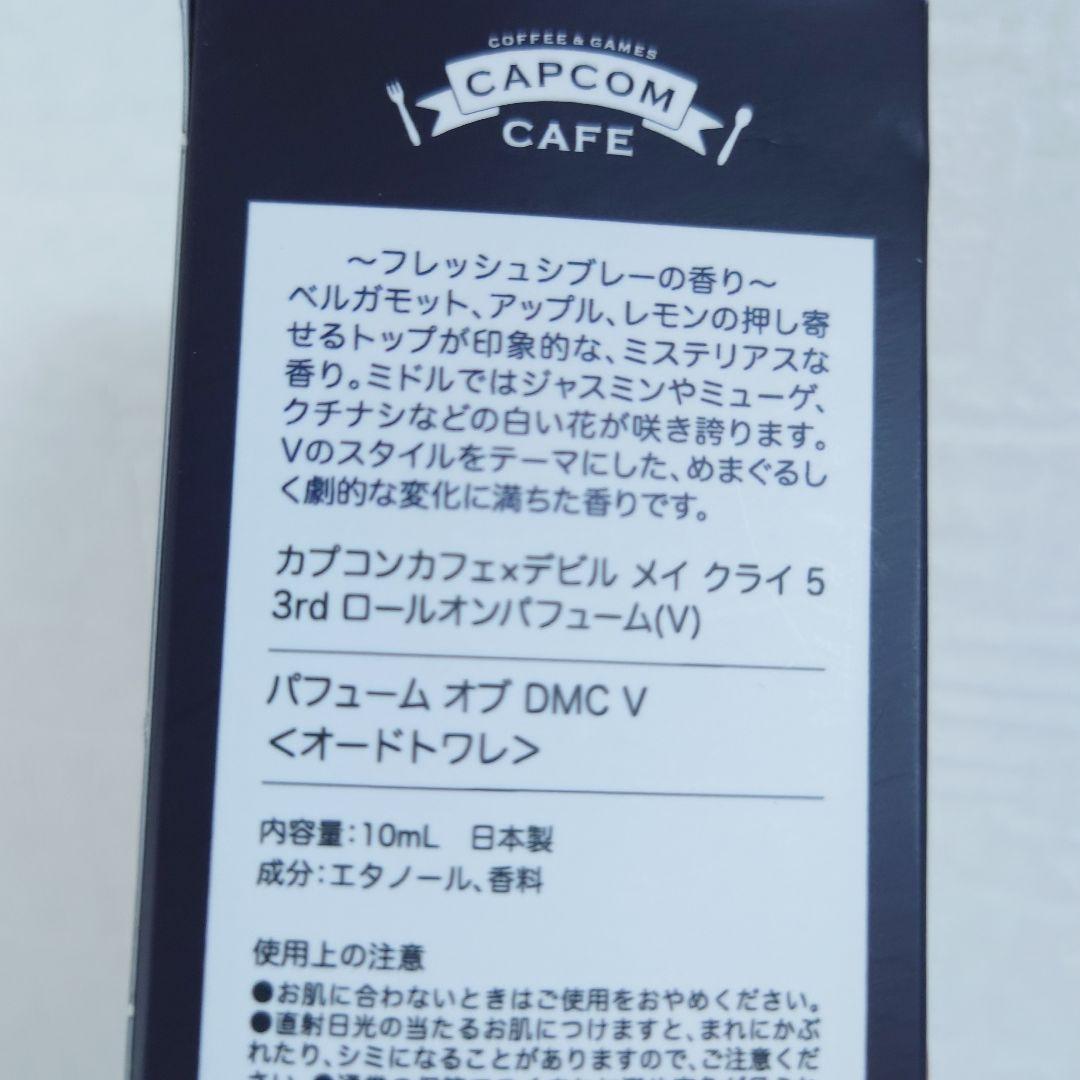 COFFEE & GAMES
CAPCOM
CAFE
〜フレッシュシプレーの香り〜
ベルガモット、アップル、レモンの押し寄
せるトップが印象的な、ミステリアスな
香り。ミドルではジャスミンやミューゲ、
クチナシなどの白い花が咲き誇ります。
Vのスタイルをテーマにした、めまぐるし
く劇的な変化に満ちた香りです。
カプコンカフェ×デビル メイ クライ 5
3rd ロールオンパフューム(V)
パフューム オブ DMC V
<オードトワレ>
内容量:10mL 日本製
成分:エタノール、香料
使用上の注意
●お肌に合わないときはご使用をおやめください。
●直射日光の当たるお肌につけますと、まれにかぶ
れたり、シミになることがありますので、ご注意くだ